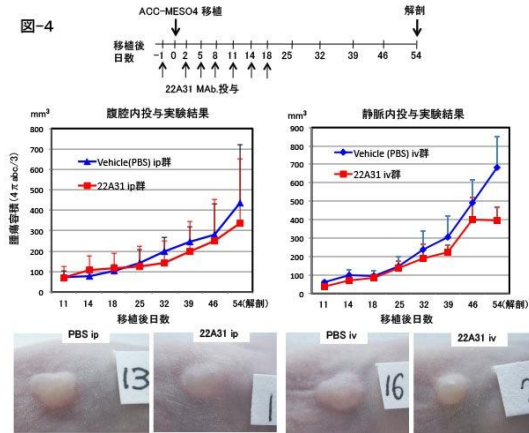 図-4
ACC-MESO4 移植
解剖
移植後
日数
-1 0 2 5 8 11 14 18 25 32 39 46 54
22A31 MAb.投与
腹腔内投与実験結果
mm³
腫瘍容積(4πabc/3)
800
700
600
500
400
300
200
100
0
Vehicle(PBS) ip群
22A31 ip群
11 14 18 25 32 39 46 54(解剖)
移植後日数
静脈内投与実験結果
mm³
900
800
700
600
500
400
300
200
100
0
Vehicle (PBS) iv群
22A31 iv群
11 14 18 25 32 39 46 54(解剖)
移植後日数
PBS ip
13
22A31 ip
PBS iv
16
22A31 iv